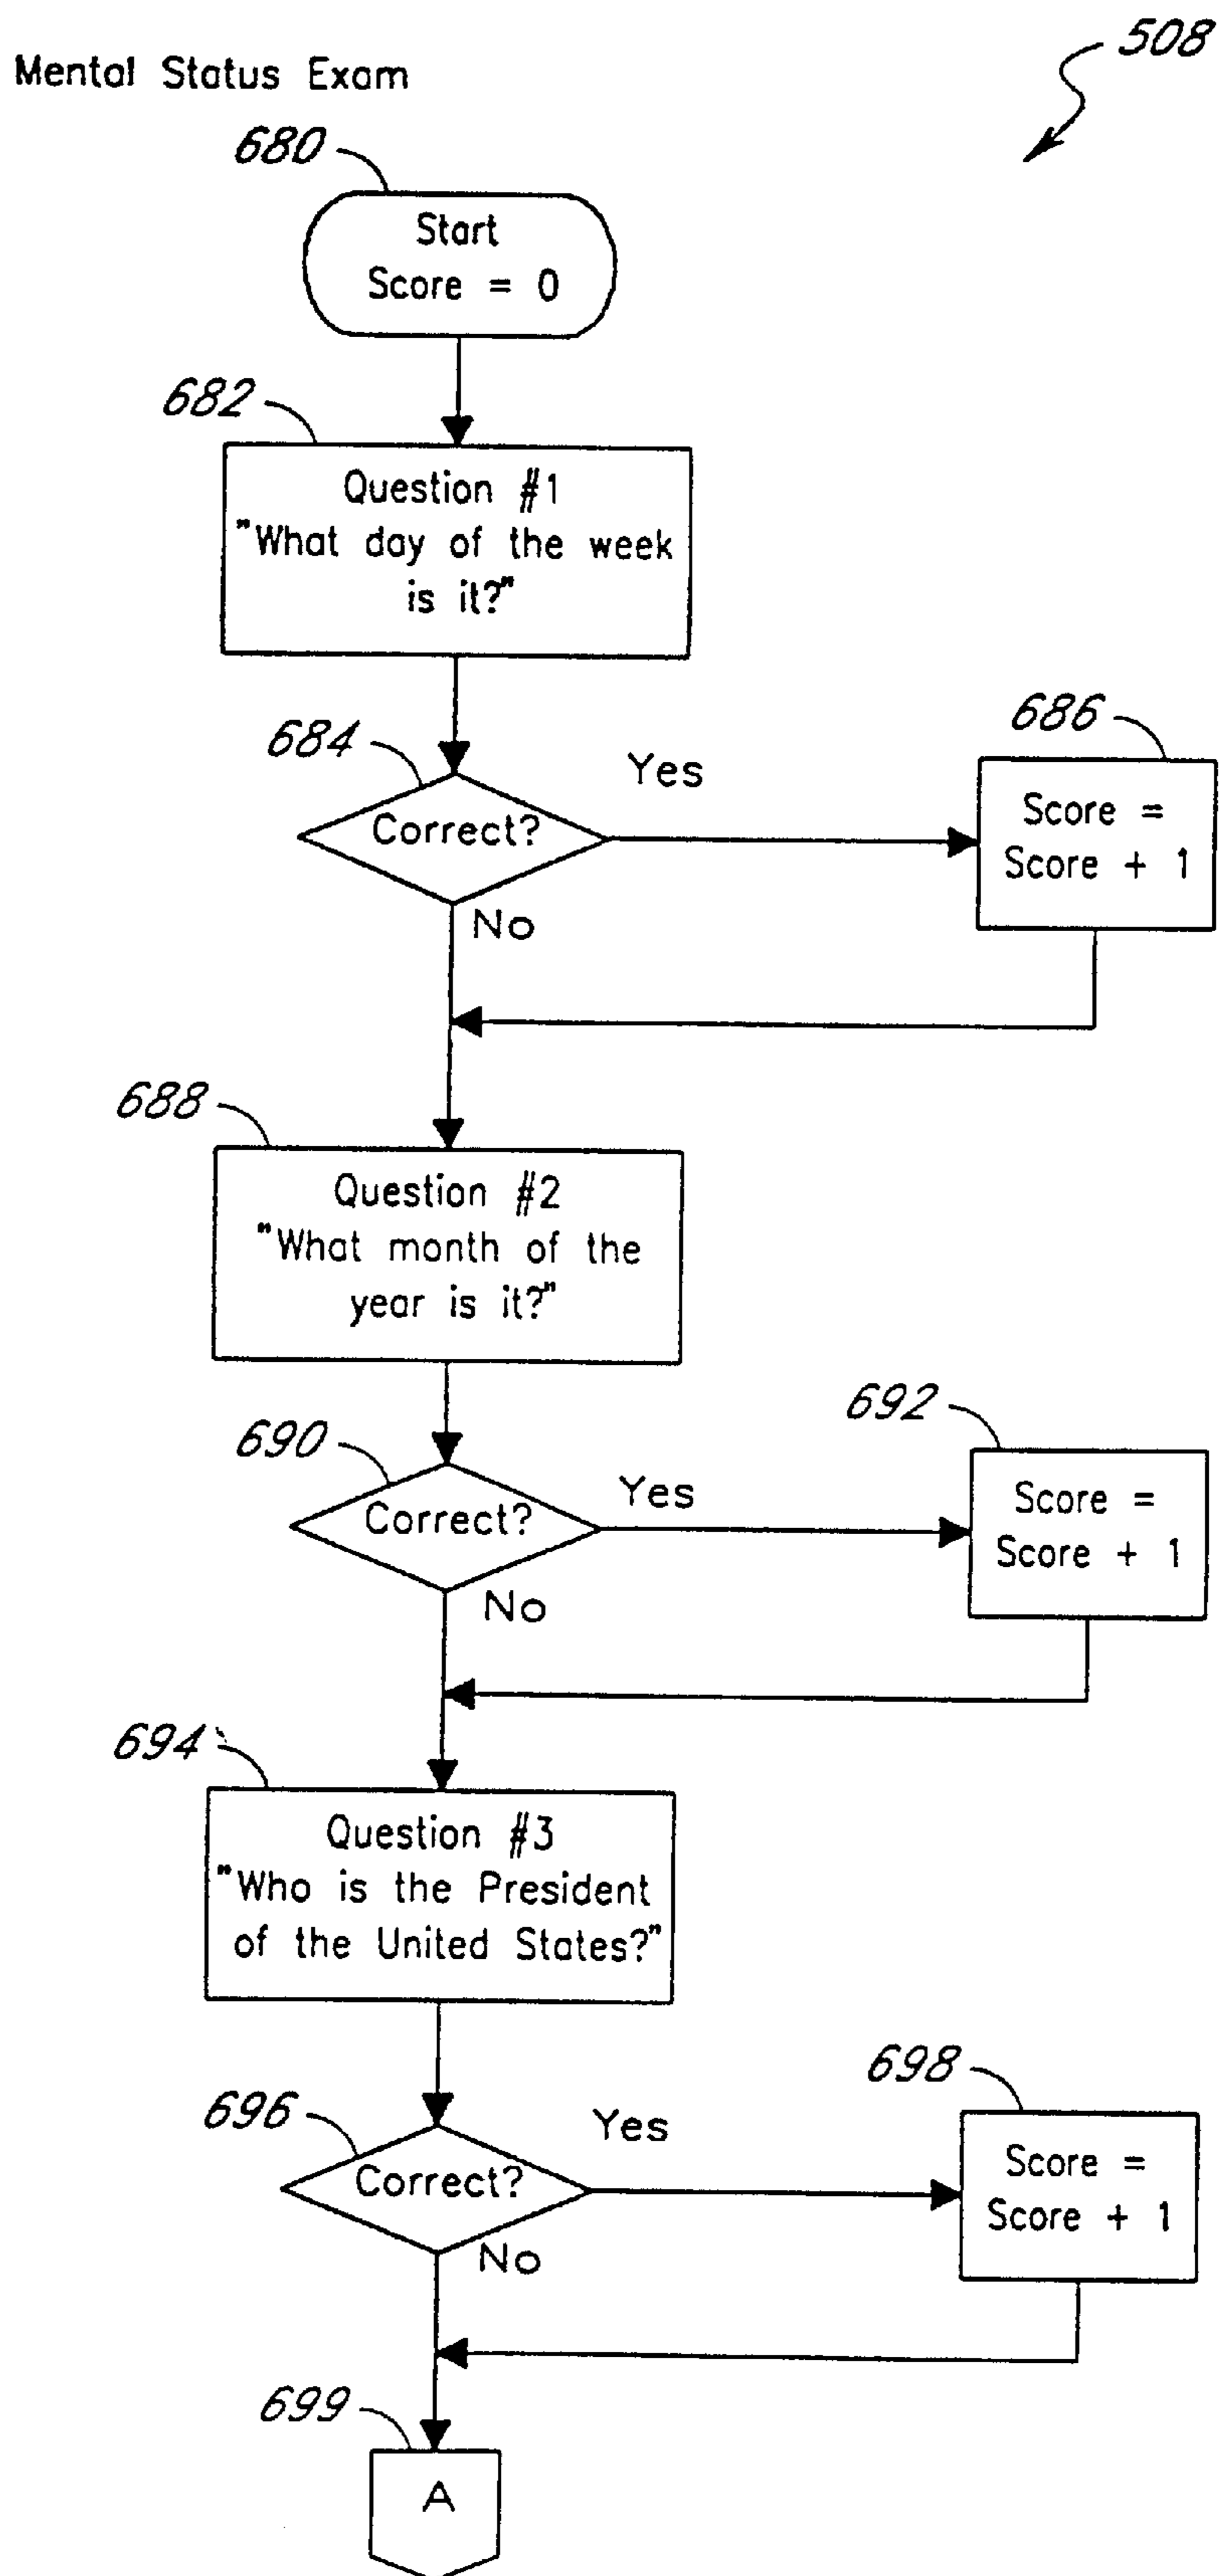 508
Mental Status Exam
680
Start
Score = 0
682
Question #1
"What day of the week
is it?"
684
Correct?
Yes
686
Score =
Score + 1
No
688
Question #2
"What month of the
year is it?"
690
Correct?
Yes
692
Score =
Score + 1
No
694
Question #3
"Who is the President
of the United States?"
696
Correct?
Yes
698
Score =
Score + 1
No
699
A